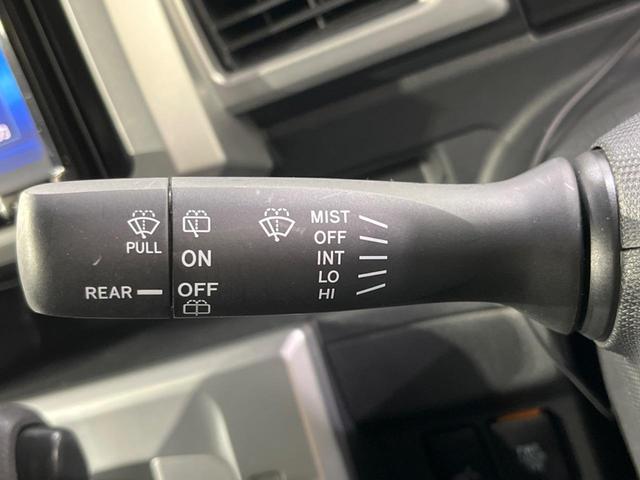 PULL
REAR
ON
OFF
MIST
OFF
INT
LO
HI